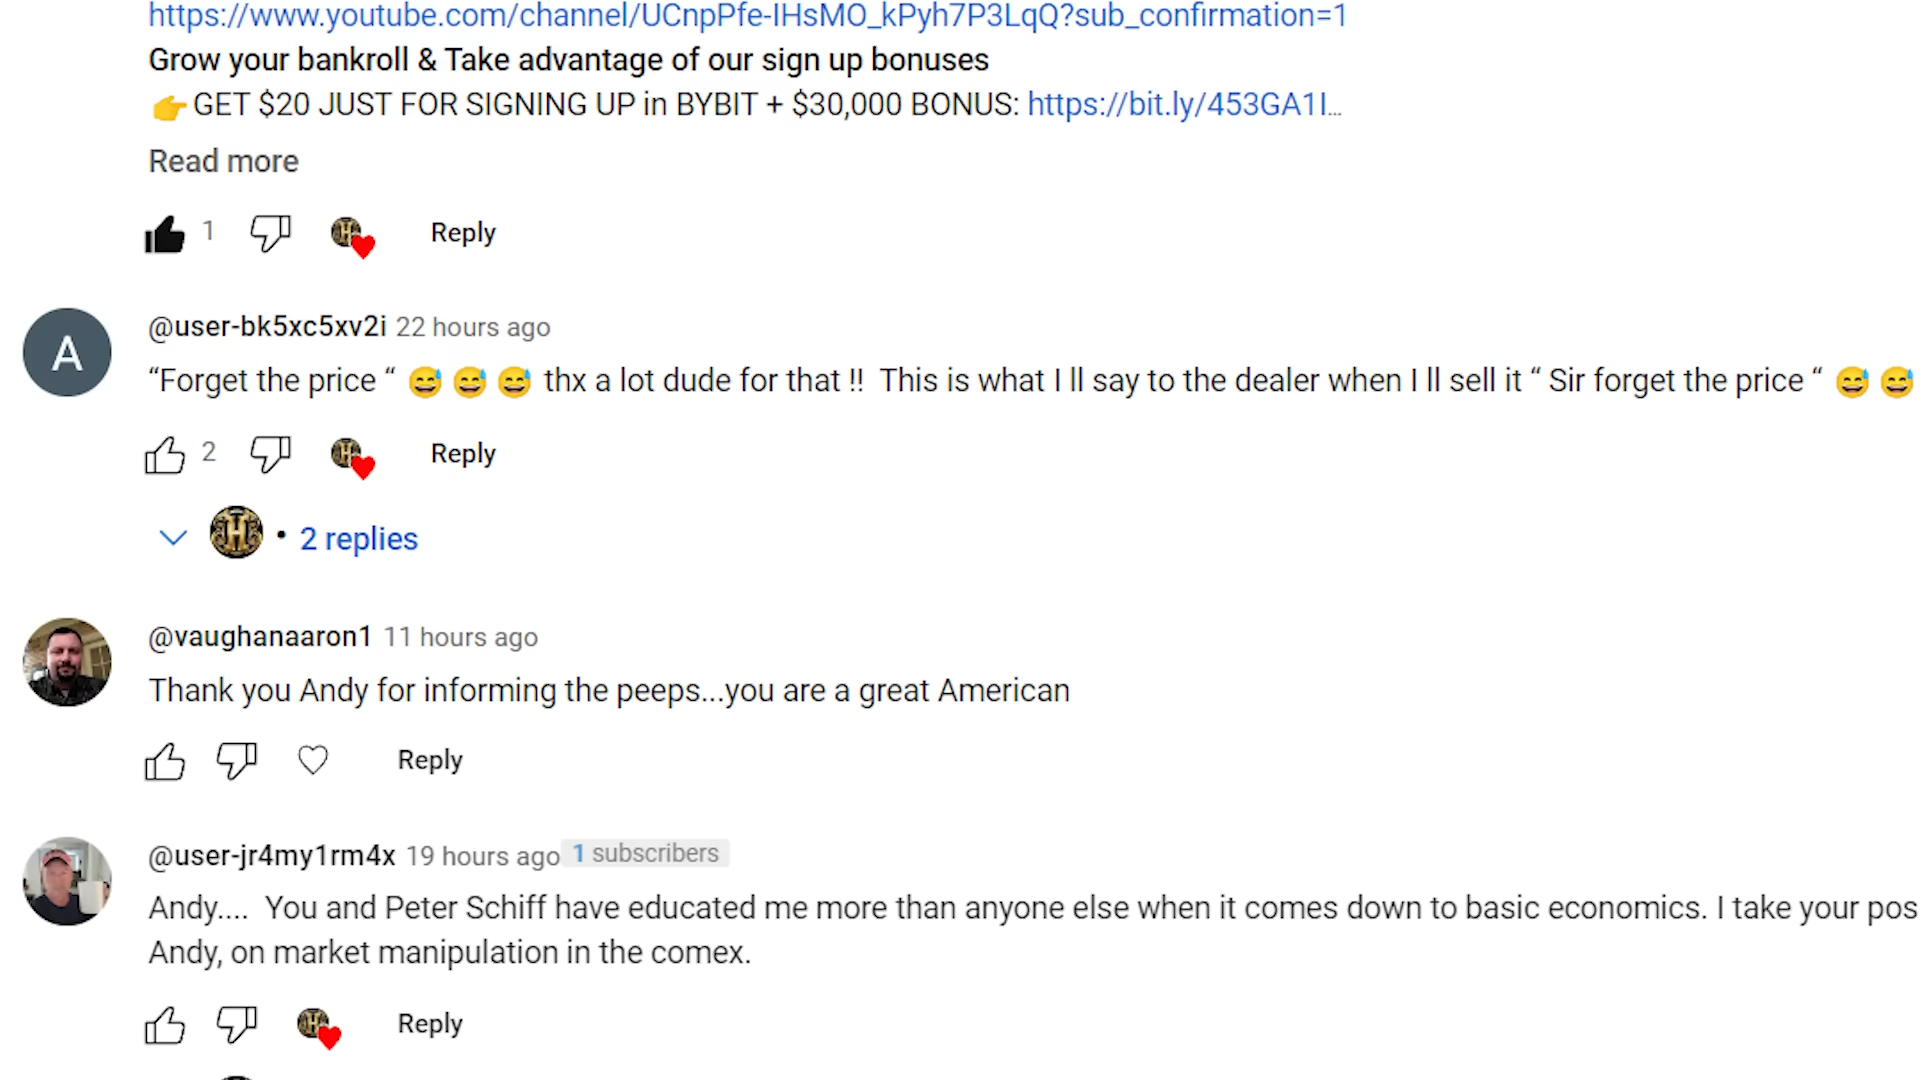 https://www.youtube.com/channel/UCnpPfe-IHsMO_kPyh7P3LqQ?sub_confirmation=1
Grow your bankroll & Take advantage of our sign up bonuses
👉 GET $20 JUST FOR SIGNING UP in BYBIT + $30,000 BONUS: https://bit.ly/453GA1I...
Read more
1 Reply
A
@user-bk5xc5xv2i 22 hours ago
“Forget the price “ 😅 😅 😅 thx a lot dude for that !! This is what I ll say to the dealer when I ll sell it “ Sir forget the price “ 😅 😅
2 Reply
H • 2 replies
@vaughanaaron1 11 hours ago
Thank you Andy for informing the peeps...you are a great American
Reply
@user-jr4my1rm4x 19 hours ago 1 subscribers
Andy.... You and Peter Schiff have educated me more than anyone else when it comes down to basic economics. I take your pos
Andy, on market manipulation in the comex.
Reply